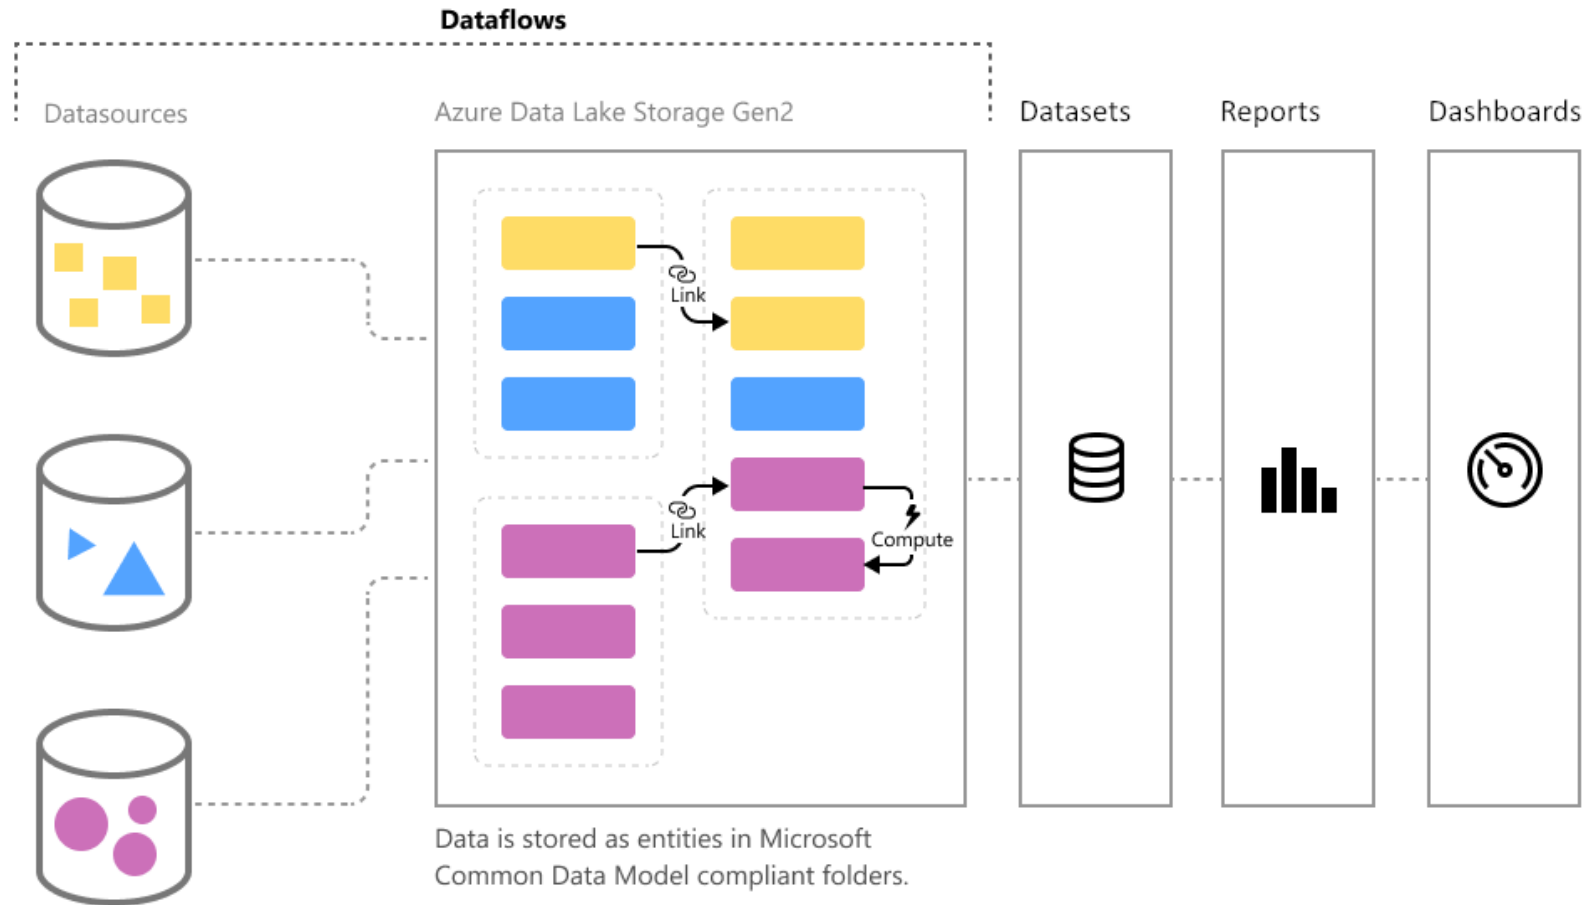 Dataflows
Datasources
Azure Data Lake Storage Gen2
Datasets
Reports
Dashboards
Link
Link
Compute
Data is stored as entities in Microsoft
Common Data Model compliant folders.